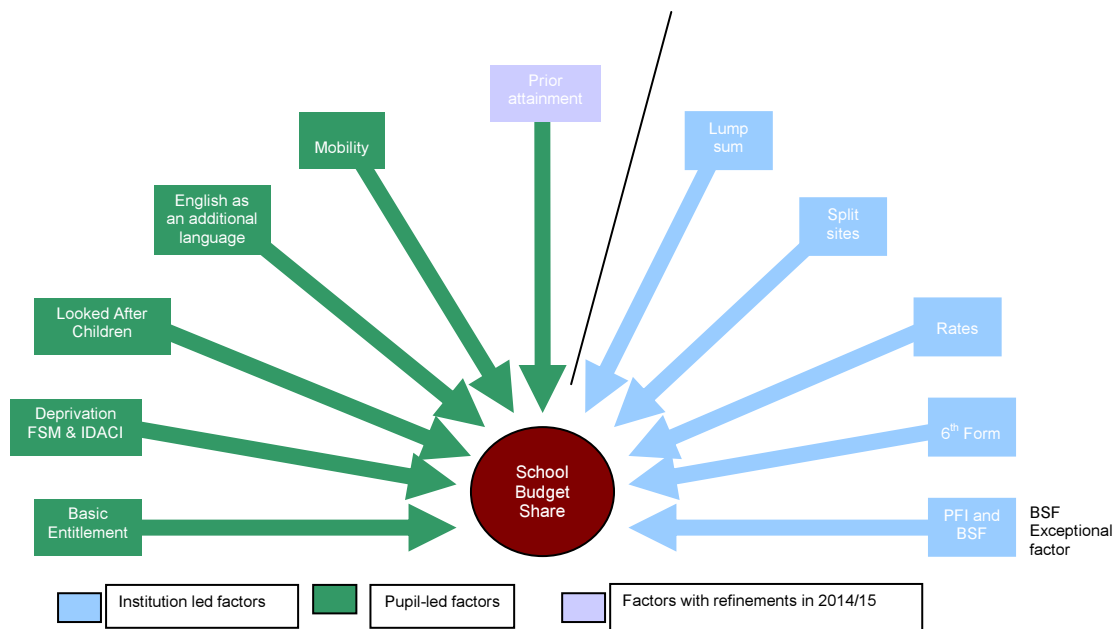 Prior
attainment
Lump
sum
Mobility
English as
an additional
language
Split
sites
Looked After
Children
Rates
Deprivation
FSM & IDACI
6th Form
School
Budget
Share
Basic
Entitlement
PFI and
BSF
BSF
Exceptional
factor
Institution led factors
Pupil-led factors
Factors with refinements in 2014/15